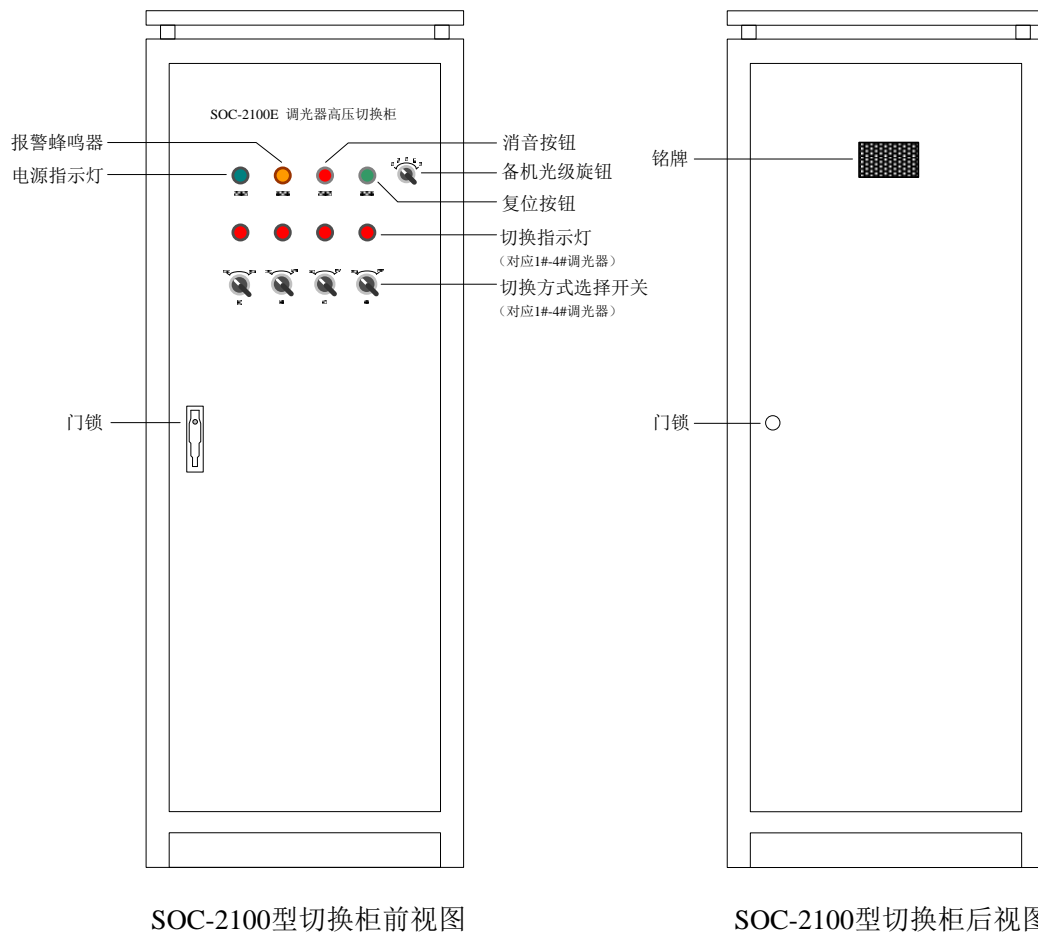 SOC-2100E 调光器高压切换柜
报警蜂鸣器
电源指示灯
消音按钮
备机光级旋钮
复位按钮
切换指示灯
（对应1#-4#调光器）
切换方式选择开关
（对应1#-4#调光器）
门锁
铭牌
门锁
SOC-2100型切换柜前视图
SOC-2100型切换柜后视图